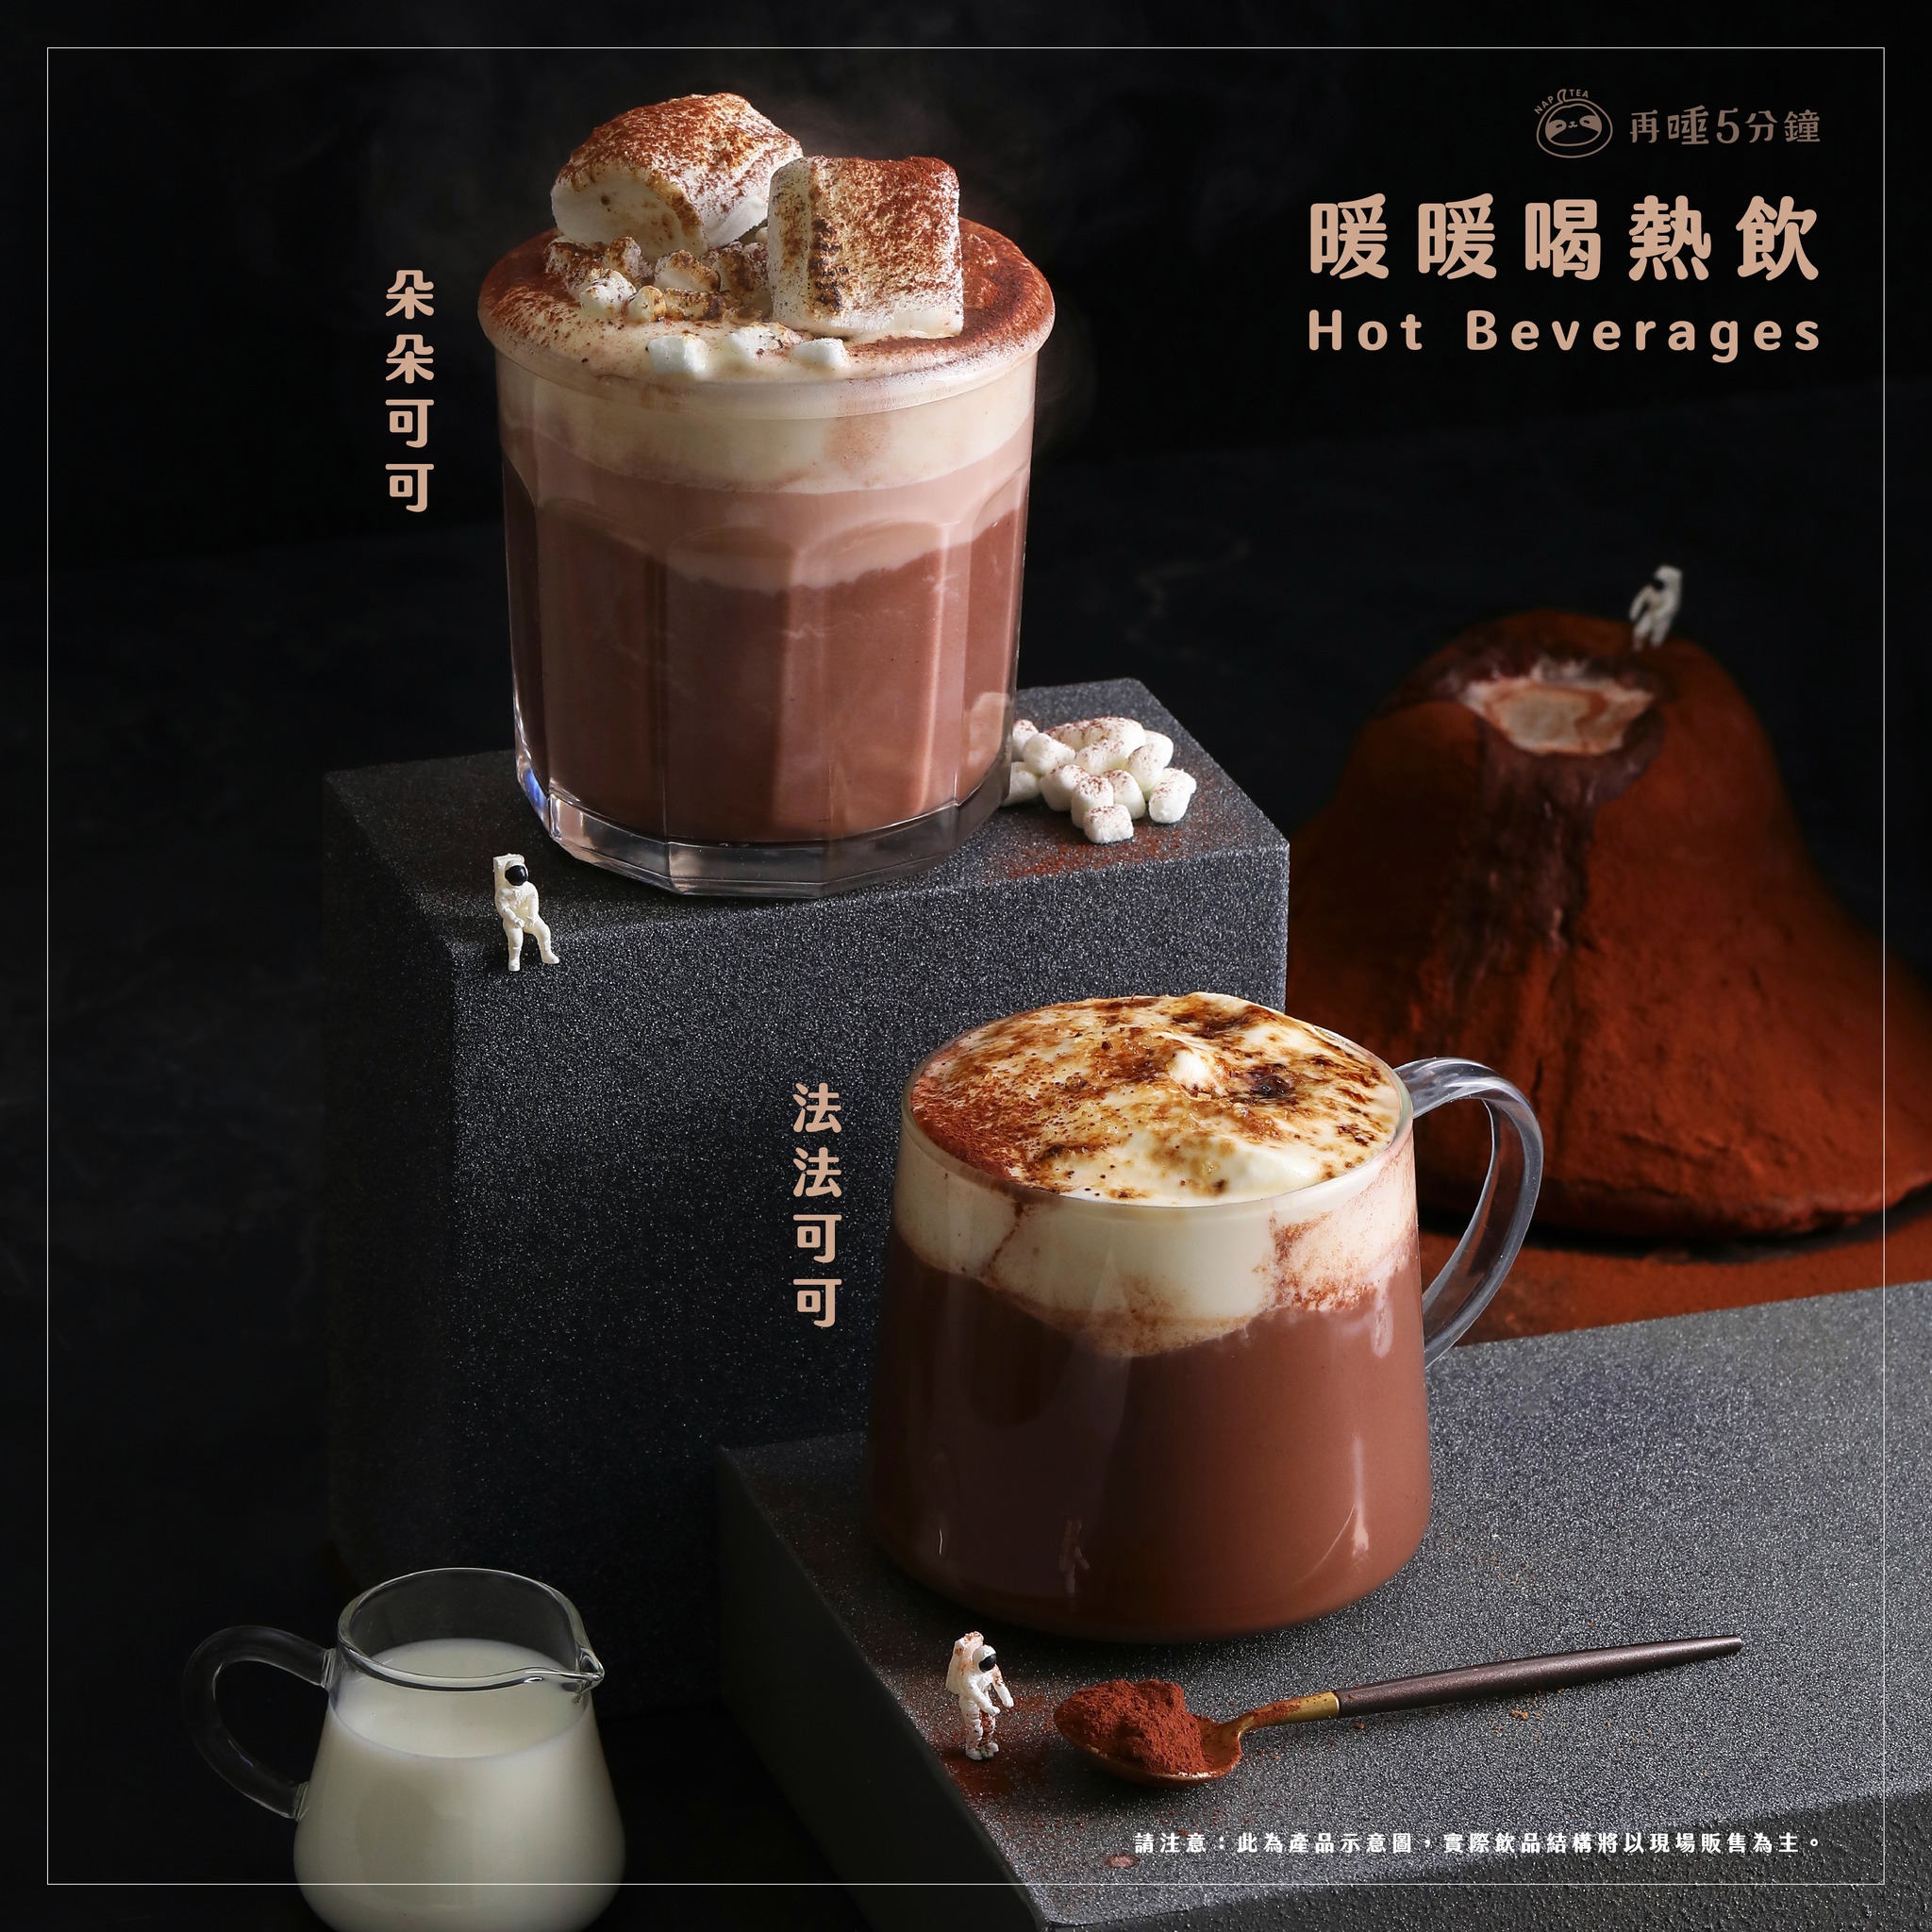 NAP TEA
再睡5分鐘
暖暖喝熱飲
Hot Beverages
朵朵可可
法法可可
請注意：此為產品示意圖，實際飲品結構將以現場販售為主。